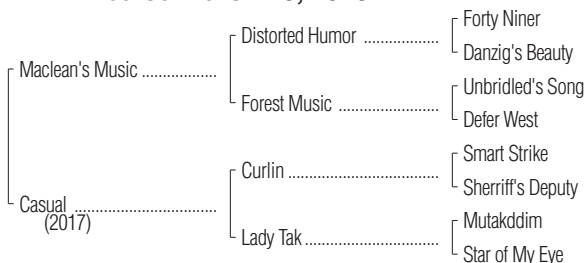 Forty Niner
Distorted Humor ..................
Danzig's Beauty
Maclean's Music .................
Unbridled's Song
Forest Music ........................
Defer West
Smart Strike
Curlin ...................................
Sherriff's Deputy
Casual .................................
(2017)
Mutakddim
Lady Tak ...............................
Star of My Eye